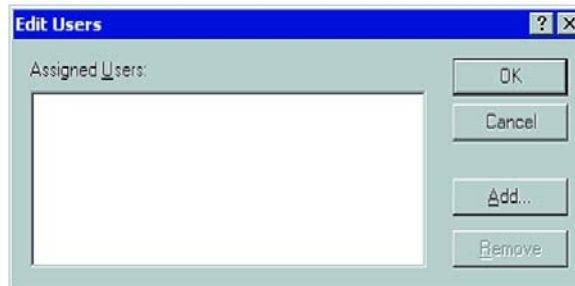 Edit Users
Assigned Users:
OK
Cancel
Add...
Remove